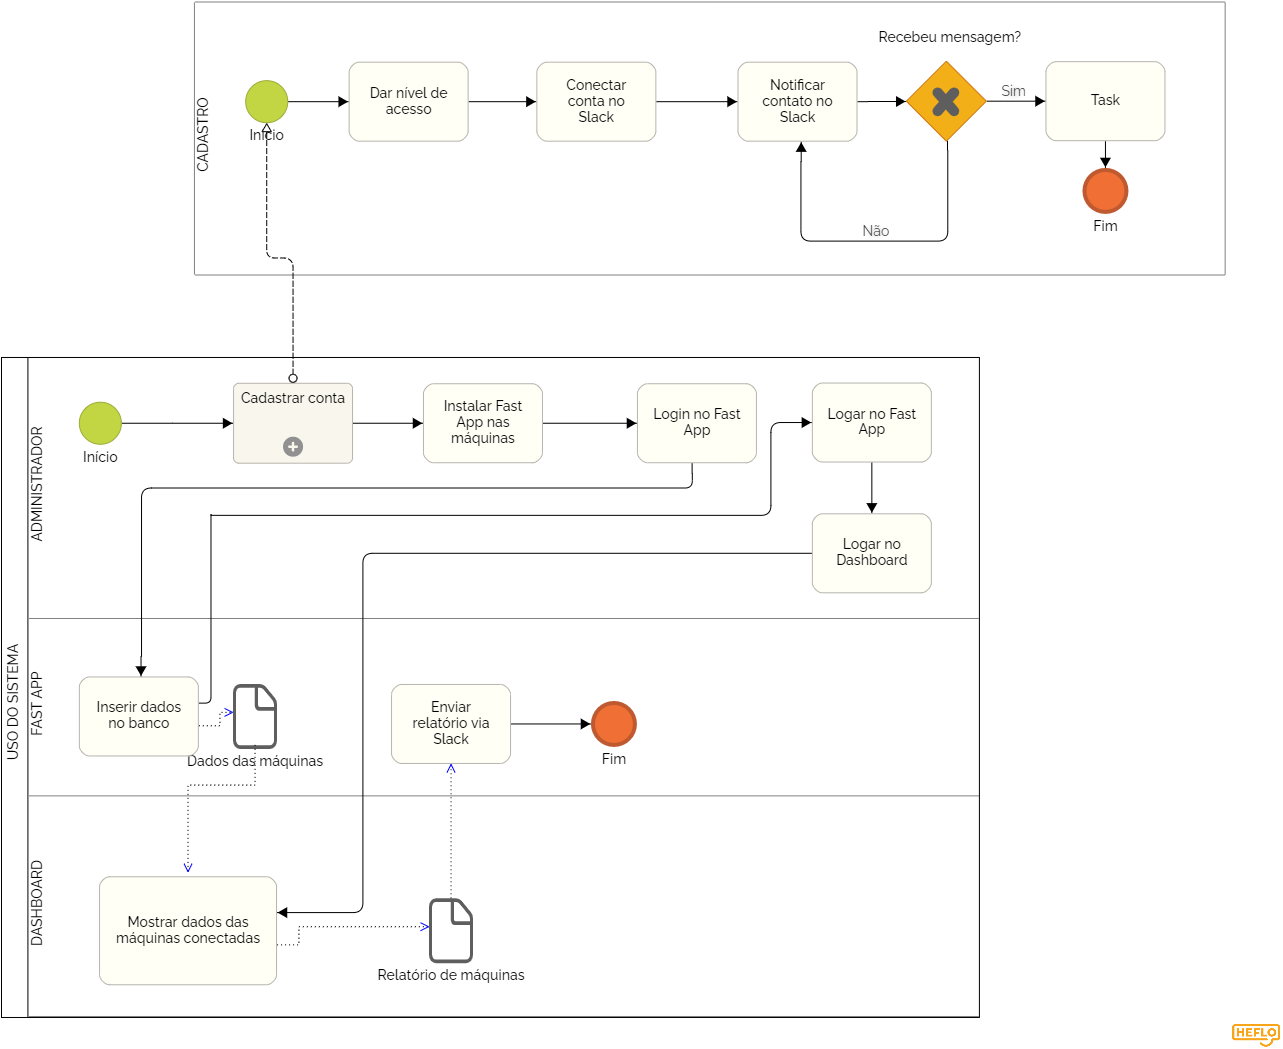 CADASTRO
Recebeu mensagem?
Início
Dar nível de
acesso
Conectar
conta no
Slack
Notificar
contato no
Slack
Sim
Task
Não
Fim
USO DO SISTEMA
ADMINISTRADOR
Início
Cadastrar conta
Instalar Fast
App nas
máquinas
Login no Fast
App
Logar no Fast
App
Logar no
Dashboard
FAST APP
Inserir dados
no banco
Dados das máquinas
Enviar
relatório via
Slack
Fim
DASHBOARD
Mostrar dados das
máquinas conectadas
Relatório de máquinas
HEFLO